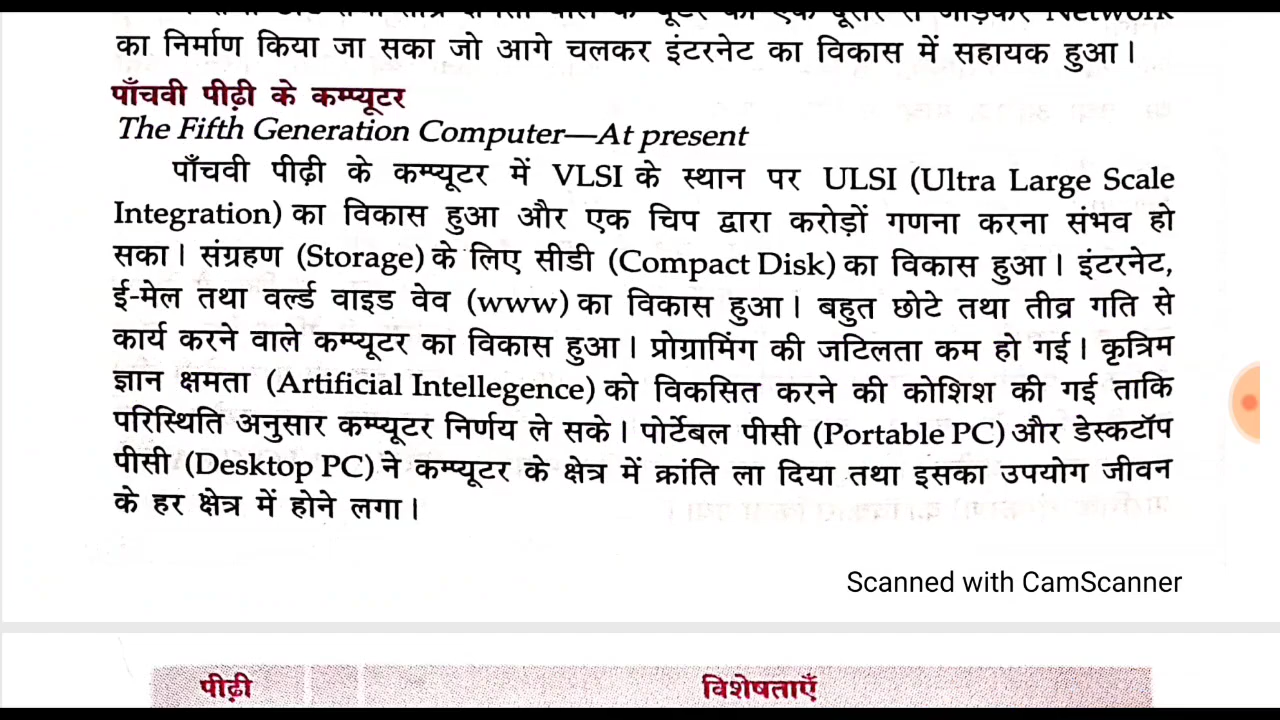 Network
का निर्माण किया जा सका जो आगे चलकर इंटरनेट का विकास में सहायक हुआ।
पाँचवी पीढ़ी के कम्प्यूटर
The Fifth Generation Computer—At present
पाँचवी पीढ़ी के कम्प्यूटर में VLSI के स्थान पर ULSI (Ultra Large Scale
Integration) का विकास हुआ और एक चिप द्वारा करोड़ों गणना करना संभव हो
सका। संग्रहण (Storage) के लिए सीडी (Compact Disk) का विकास हुआ। इंटरनेट,
ई-मेल तथा वर्ल्ड वाइड वेव (www) का विकास हुआ। बहुत छोटे तथा तीव्र गति से
कार्य करने वाले कम्प्यूटर का विकास हुआ। प्रोग्रामिंग की जटिलता कम हो गई। कृत्रिम
ज्ञान क्षमता (Artificial Intellegence) को विकसित करने की कोशिश की गई ताकि
परिस्थिति अनुसार कम्प्यूटर निर्णय ले सके। पोर्टेबल पीसी (Portable PC) और डेस्कटॉप
पीसी (Desktop PC) ने कम्प्यूटर के क्षेत्र में क्रांति ला दिया तथा इसका उपयोग जीवन
के हर क्षेत्र में होने लगा।
Scanned with CamScanner
पीढ़ी विशेषताएँ